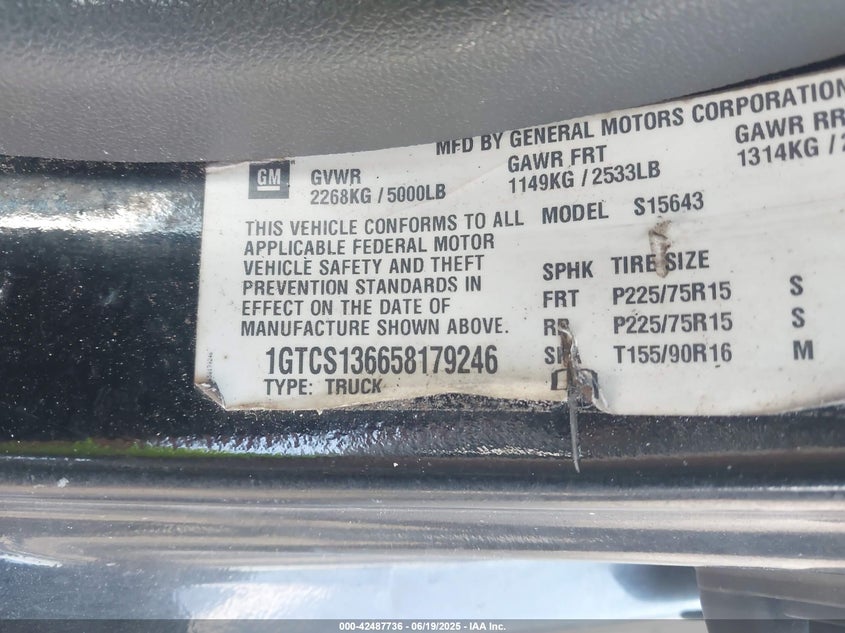 MFD BY GENERAL MOTORS CORPORATION
GM GVWR GAWR FRT GAWR RR
2268KG / 5000LB 1149KG / 2533LB 1314KG /
THIS VEHICLE CONFORMS TO ALL MODEL S15643
APPLICABLE FEDERAL MOTOR
VEHICLE SAFETY AND THEFT SPHK TIRE SIZE
PREVENTION STANDARDS IN FRT P225/75R15 S
EFFECT ON THE DATE OF
MANUFACTURE SHOWN ABOVE. P225/75R15 S
1GTCS136658179246 T155/90R16 M
TYPE: TRUCK
000-42487736 - 06/19/2025 - IAA Inc.